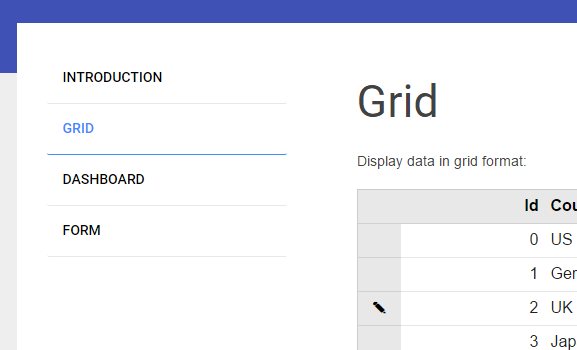 INTRODUCTION
GRID
DASHBOARD
FORM
Grid
Display data in grid format:
Id Cou
0 US
1 Ger
2 UK
3 Jap